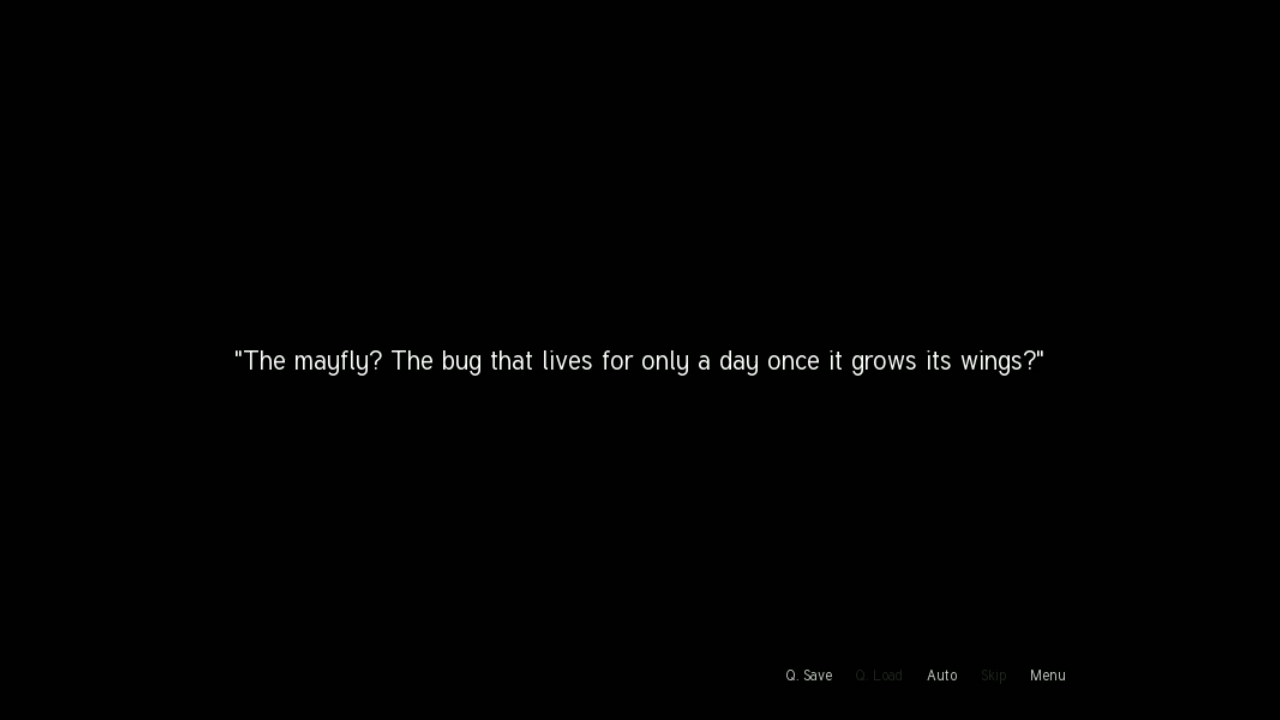 "The mayfly? The bug that lives for only a day once it grows its wings?"
Q. Save Q. Load Auto Skip Menu